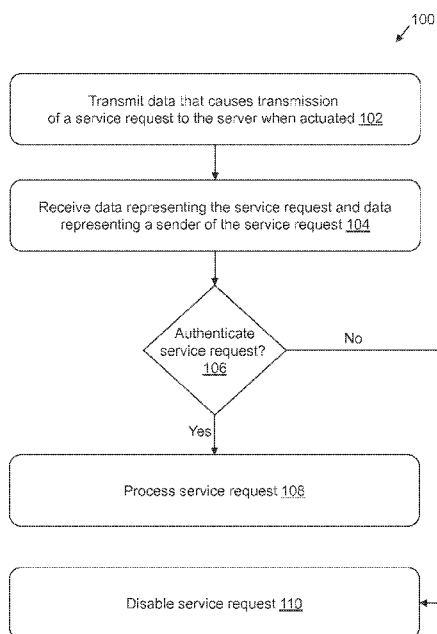 100
Transmit data that causes transmission
of a service request to the server when actuated 102
Receive data representing the service request and data
representing a sender of the service request 104
Authenticate
service request?
106
No
Yes
Process service request 108
Disable service request 110